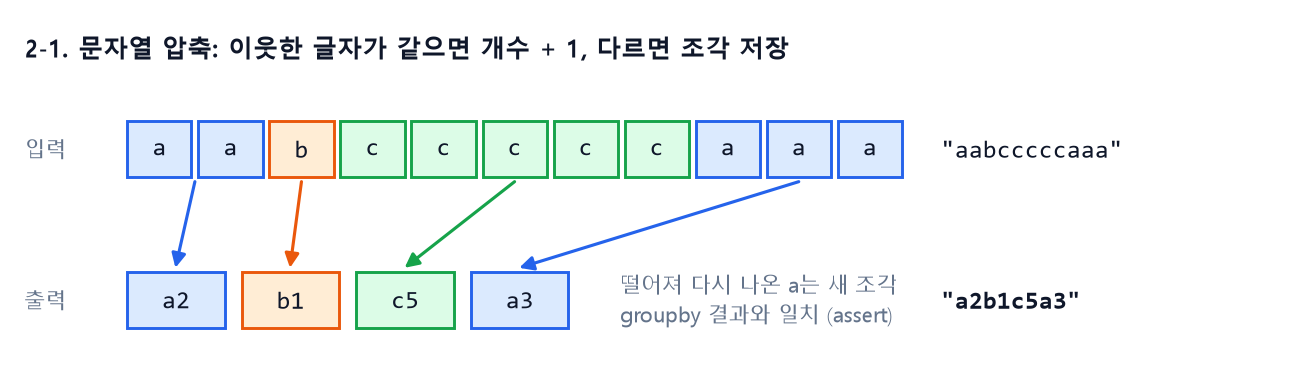 2-1. 문자열 압축: 이웃한 글자가 같으면 개수 + 1, 다르면 조각 저장
입력 a a b c c c c c a a a "aabcccccaaa"
출력 a2 b1 c5 a3 떨어져 다시 나온 a는 새 조각
groupby 결과와 일치 (assert) "a2b1c5a3"